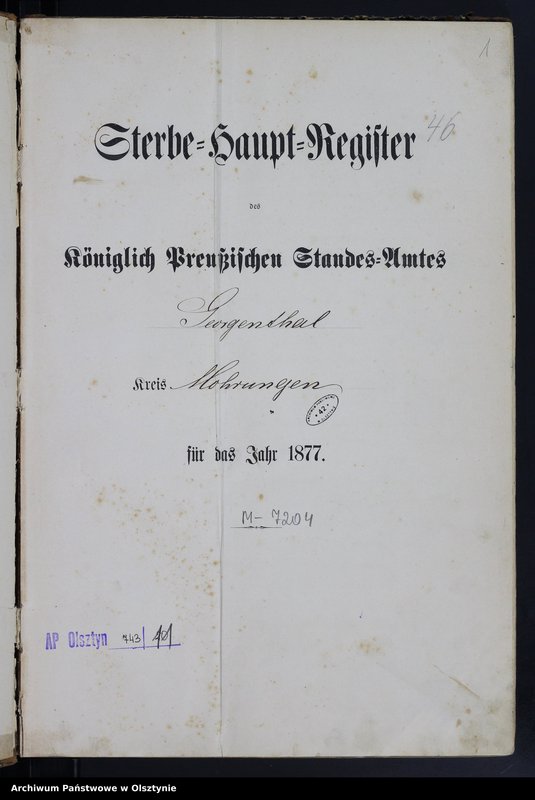 1
46
Sterbe=Haupt=Register
des
Königlich Preußischen Standes=Amtes
Georgenthal
Kreis Mohrungen
42
für das Jahr 1877.
M- 7204
AP Olsztyn 743/
Archiwum Państwowe w Olsztynie